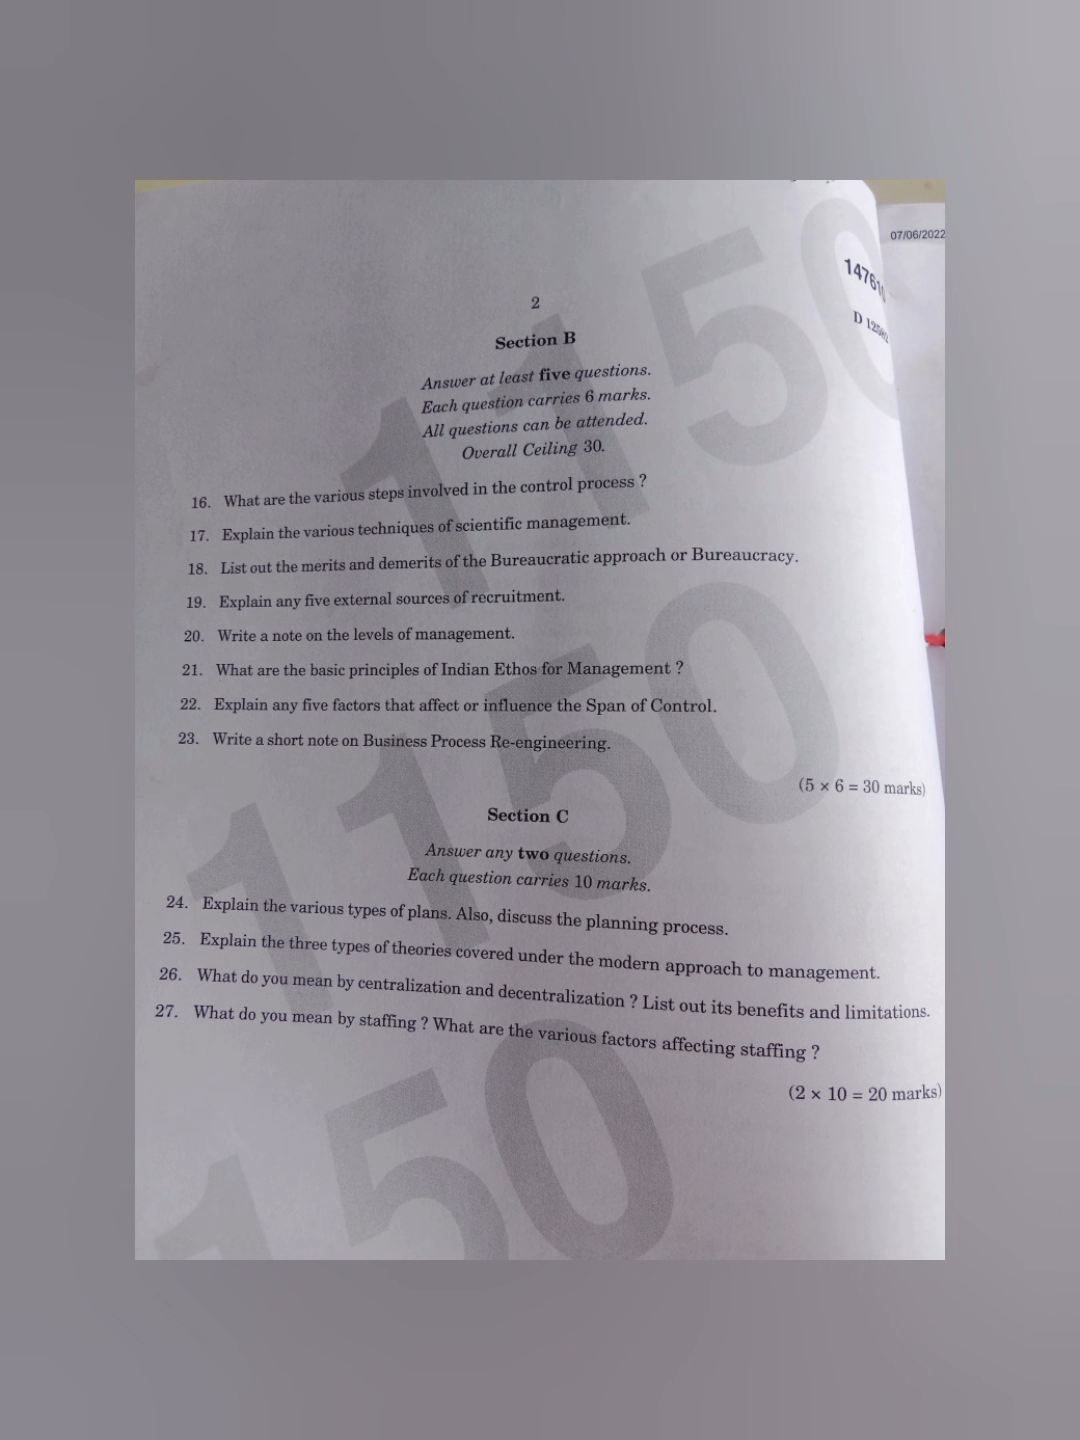 07/06/2022
14761
D 12
2
Section B
Answer at least five questions.
Each question carries 6 marks.
All questions can be attended.
Overall Ceiling 30.
16. What are the various steps involved in the control process ?
17. Explain the various techniques of scientific management.
18. List out the merits and demerits of the Bureaucratic approach or Bureaucracy.
19. Explain any five external sources of recruitment.
20. Write a note on the levels of management.
21. What are the basic principles of Indian Ethos for Management ?
22. Explain any five factors that affect or influence the Span of Control.
23. Write a short note on Business Process Re-engineering.
(5 × 6 = 30 marks)
Section C
Answer any two questions.
Each question carries 10 marks.
24. Explain the various types of plans. Also, discuss the planning process.
25. Explain the three types of theories covered under the modern approach to management.
26. What do you mean by centralization and decentralization ? List out its benefits and limitations.
27. What do you mean by staffing ? What are the various factors affecting staffing ?
(2 × 10 = 20 marks)
1150
1150
150